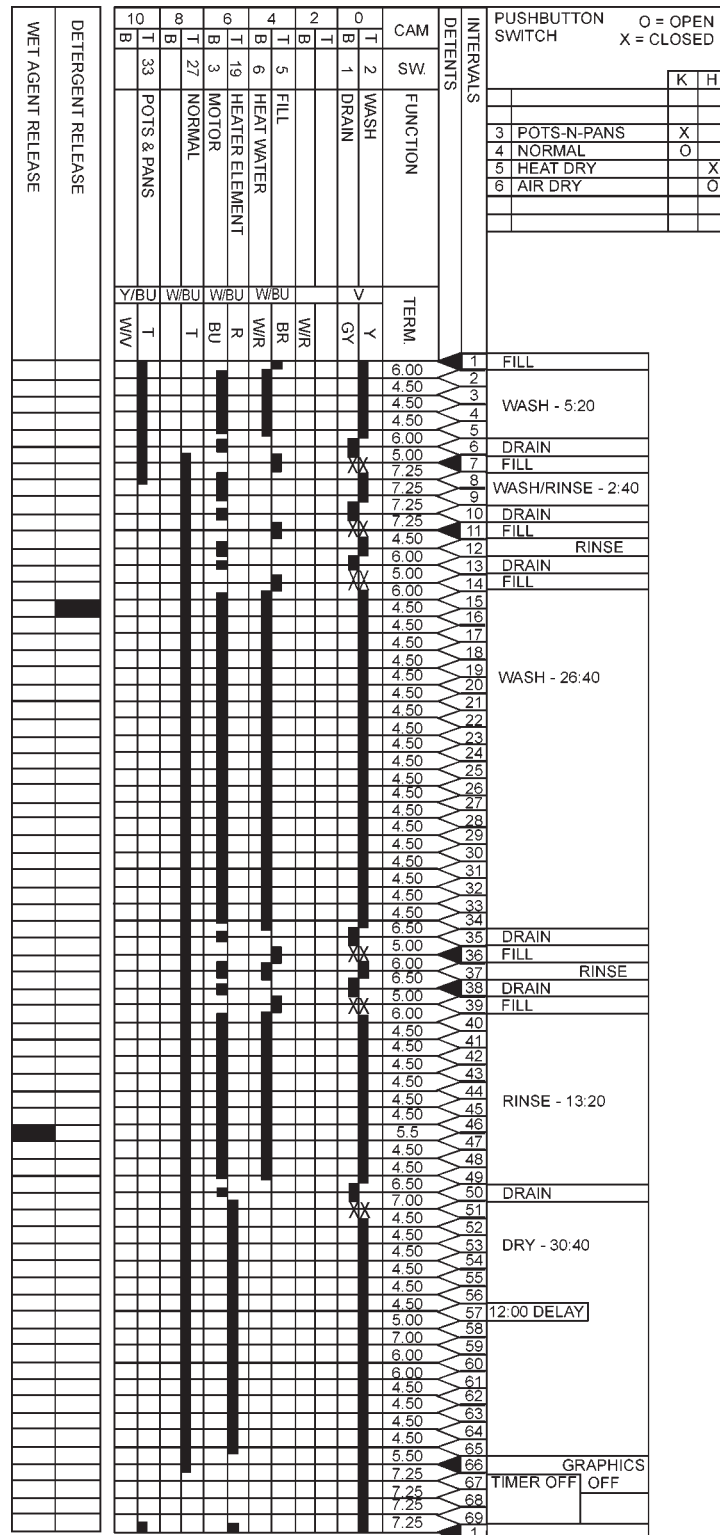 WET AGENT RELEASE
DETERGENT RELEASE
10 8 6 4 2 0 CAM
B T B T B T B T B T B T
33 27 3 19 6 5 1 2 SW.
POTS & PANS
NORMAL
MOTOR
HEATER ELEMENT
HEAT WATER
FILL
DRAIN
WASH
FUNCTION
DETENTS
INTERVALS
Y/BU W/BU W/BU W/BU V
W/V T T BU R W/R BR W/R GY Y TERM.
PUSHBUTTON SWITCH
O = OPEN
X = CLOSED
K H
3 POTS-N-PANS X
4 NORMAL O
5 HEAT DRY X
6 AIR DRY O
1 FILL
6.00
2
4.50
3
4.50
WASH - 5:20
4
4.50
5
6.00
6 DRAIN
5.00
XX
7 FILL
7.25
8
7.25
WASH/RINSE - 2:40
9
7.25
10 DRAIN
7.25
XX
11 FILL
4.50
12 RINSE
6.00
13 DRAIN
5.00
XX
14 FILL
6.00
15
4.50
16
4.50
17
4.50
18
4.50
19
4.50
WASH - 26:40
20
4.50
21
4.50
22
4.50
23
4.50
24
4.50
25
4.50
26
4.50
27
4.50
28
4.50
29
4.50
30
4.50
31
4.50
32
4.50
33
4.50
34
6.50
35 DRAIN
5.00
XX
36 FILL
6.00
37 RINSE
6.50
38 DRAIN
5.00
XX
39 FILL
6.00
40
4.50
41
4.50
42
4.50
43
4.50
44
4.50
RINSE - 13:20
45
4.50
46
5.5
47
4.50
48
4.50
49
6.50
50 DRAIN
7.00
XX
51
4.50
52
4.50
53
DRY - 30:40
4.50
54
4.50
55
4.50
56
4.50
57 12:00 DELAY
5.00
58
7.00
59
6.00
60
6.00
61
4.50
62
4.50
63
4.50
64
4.50
65
5.50
66 GRAPHICS
7.25
67 TIMER OFF OFF
7.25
68
7.25
69
7.25
1